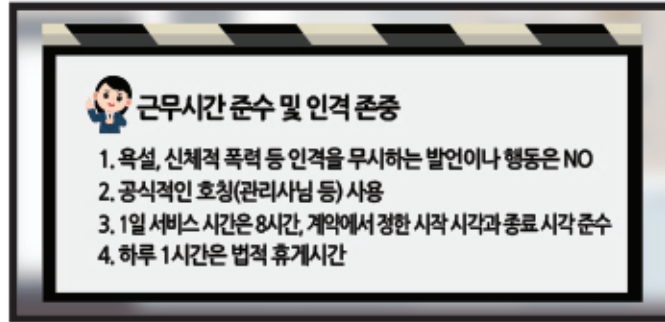 근무시간 준수 및 인격 존중
1. 욕설, 신체적 폭력 등 인격을 무시하는 발언이나 행동은 NO
2. 공식적인 호칭(관리사님 등) 사용
3. 1일 서비스 시간은 8시간, 계약에서 정한 시작 시각과 종료 시각 준수
4. 하루 1시간은 법적 휴게시간